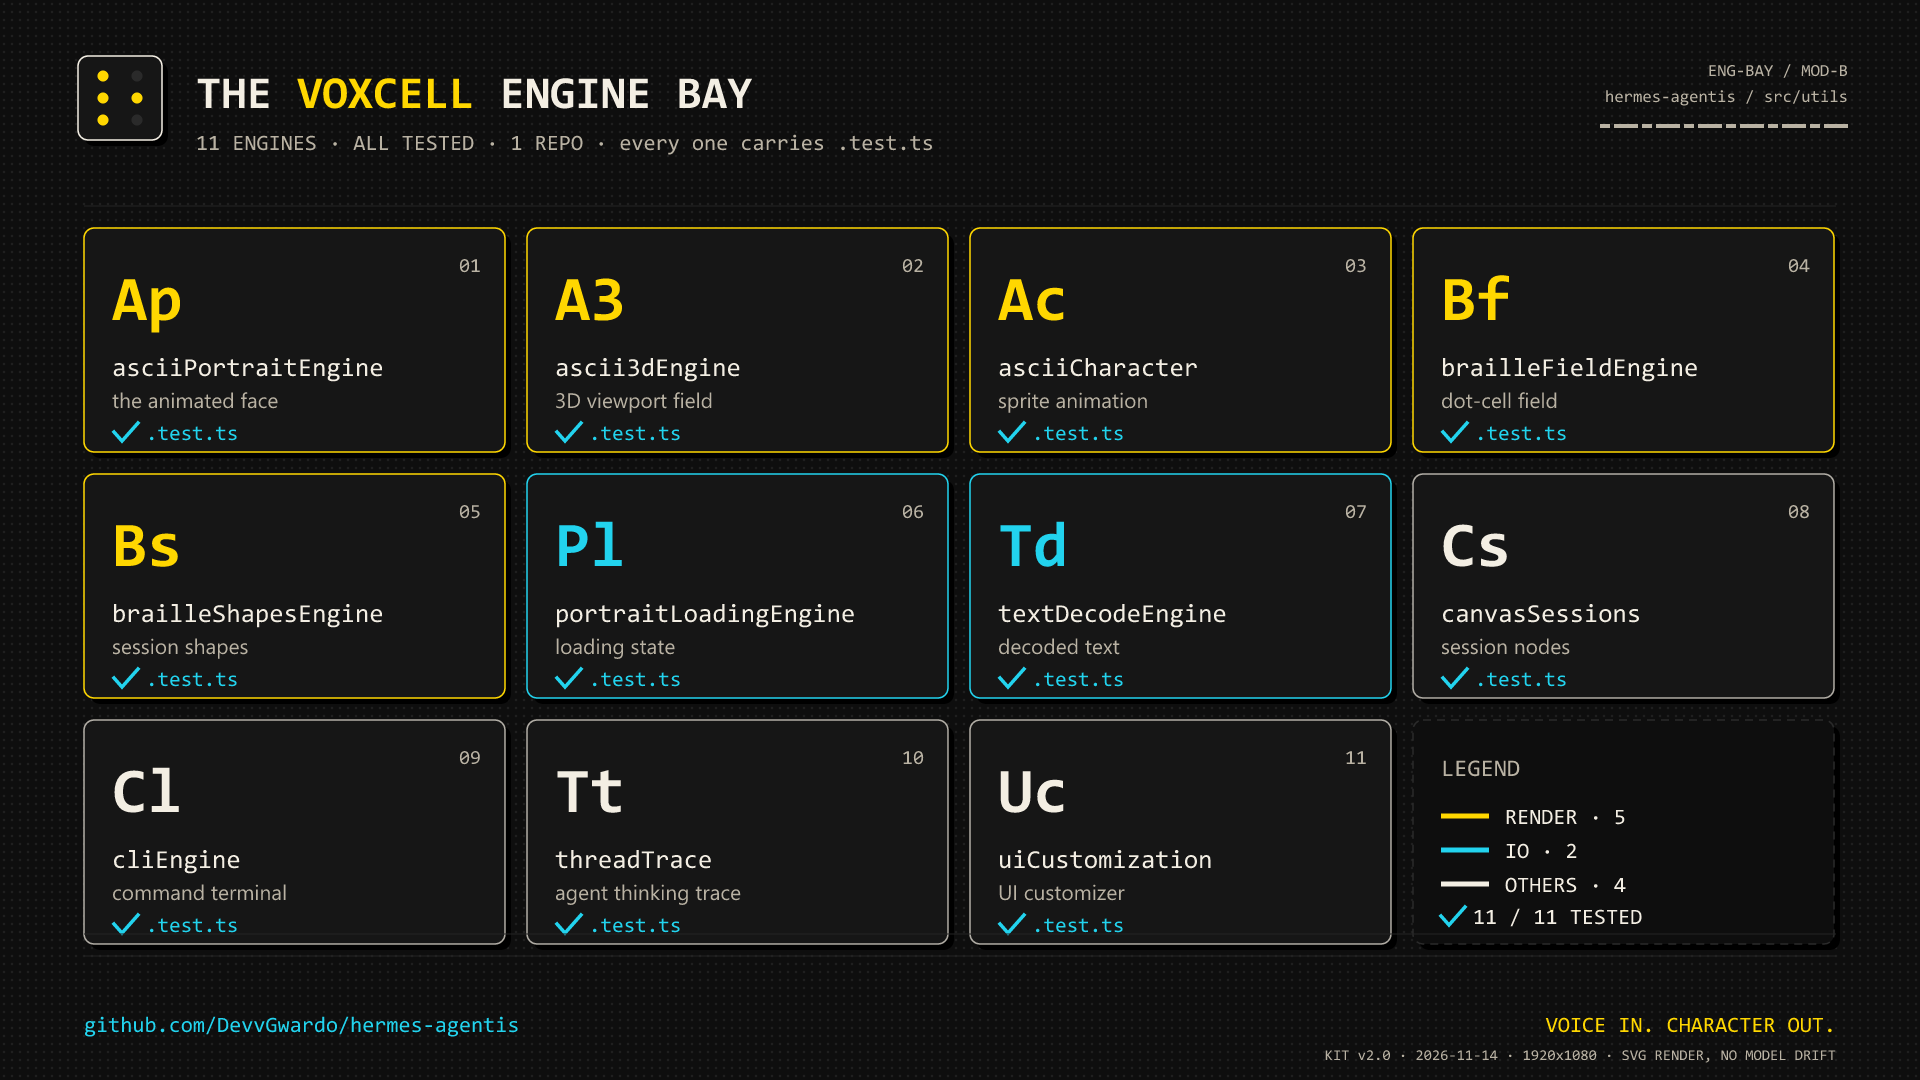 THE VOXCELL ENGINE BAY
11 ENGINES · ALL TESTED · 1 REPO · every one carries .test.ts
ENG-BAY / MOD-B
hermes-agentis / src/utils
01
Ap
asciiPortraitEngine
the animated face
.test.ts
02
A3
ascii3dEngine
3D viewport field
.test.ts
03
Ac
asciiCharacter
sprite animation
.test.ts
04
Bf
brailleFieldEngine
dot-cell field
.test.ts
05
Bs
brailleShapesEngine
session shapes
.test.ts
06
Pl
portraitLoadingEngine
loading state
.test.ts
07
Td
textDecodeEngine
decoded text
.test.ts
08
Cs
canvasSessions
session nodes
.test.ts
09
Cl
cliEngine
command terminal
.test.ts
10
Tt
threadTrace
agent thinking trace
.test.ts
11
Uc
uiCustomization
UI customizer
.test.ts
LEGEND
RENDER · 5
IO · 2
OTHERS · 4
11 / 11 TESTED
github.com/DevvGwardo/hermes-agentis
VOICE IN. CHARACTER OUT.
KIT v2.0 · 2026-11-14 · 1920x1080 · SVG RENDER, NO MODEL DRIFT